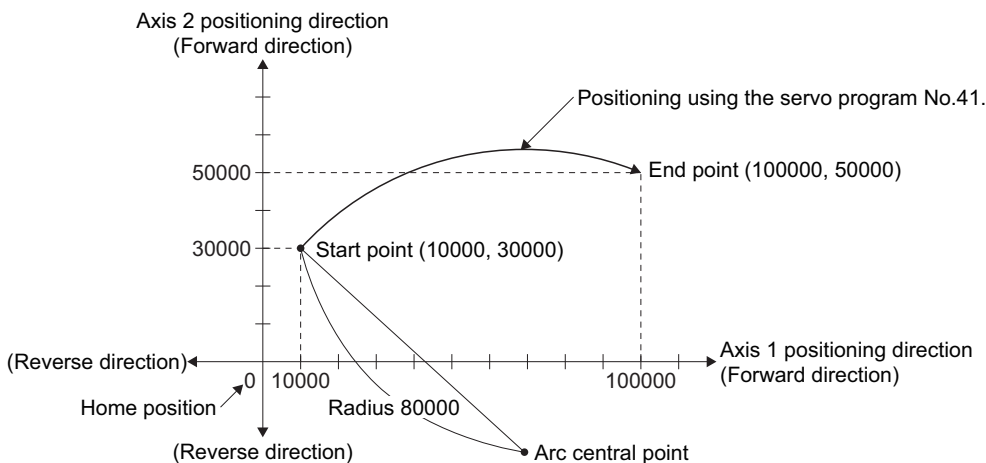 Axis 2 positioning direction
(Forward direction)
Positioning using the servo program No.41.
50000
End point (100000, 50000)
30000
Start point (10000, 30000)
(Reverse direction)
Axis 1 positioning direction
(Forward direction)
0
10000
100000
Home position
Radius 80000
(Reverse direction)
Arc central point